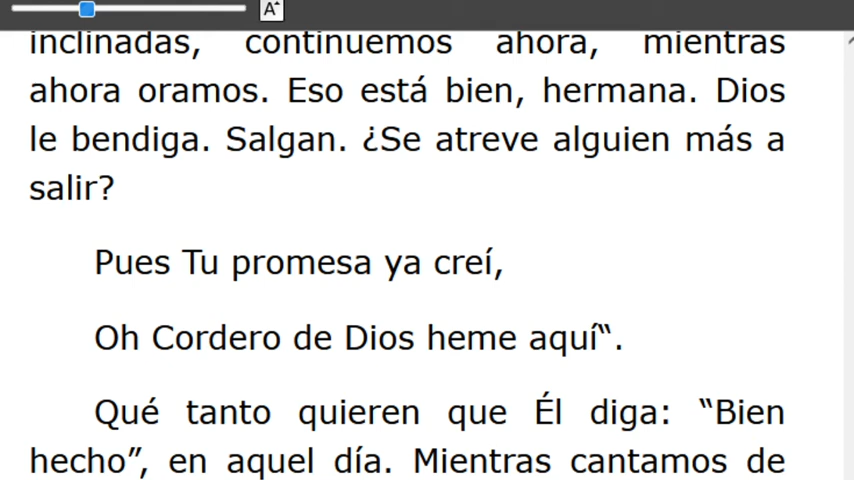 A
inclinadas, continuemos ahora, mientras
ahora oramos. Eso está bien, hermana. Dios
le bendiga. Salgan. ¿Se atreve alguien más a
salir?
Pues Tu promesa ya creí,
Oh Cordero de Dios heme aquí‟.
Qué tanto quieren que Él diga: ‟Bien
hecho”, en aquel día. Mientras cantamos de